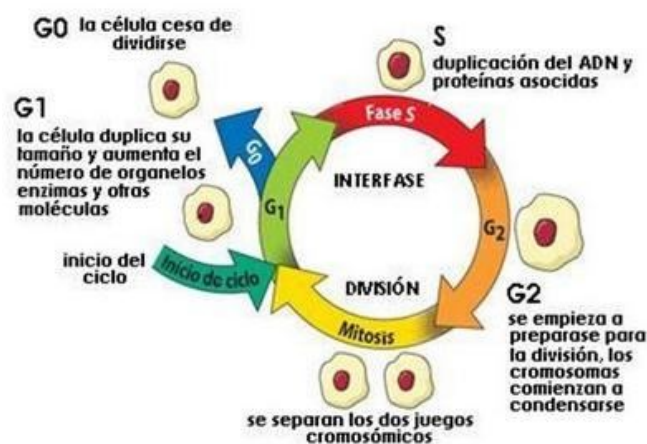 G0 la célula cesa de
dividirse
S
duplicación del ADN y
proteínas asocidas
G1
la célula duplica su
tamaño y aumenta el
número de organelos
enzimas y otras
moléculas
Fase S
G0
G1
INTERFASE
G2
inicio del
ciclo
Inicio de ciclo
DIVISIÓN
Mitosis
G2
se empieza a
preparase para
la división, los
cromosomas
comienzan a
condensarse
se separan los dos juegos
cromosómicos